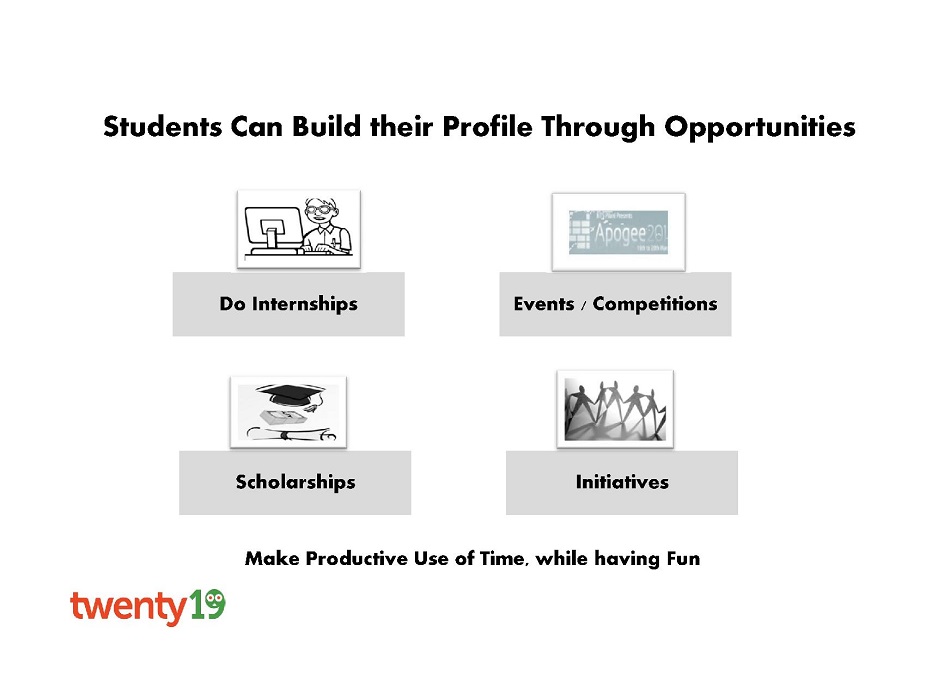 Students Can Build their Profile Through Opportunities
Apogee
Do Internships
Events / Competitions
Scholarships
Initiatives
Make Productive Use of Time, while having Fun
twenty19